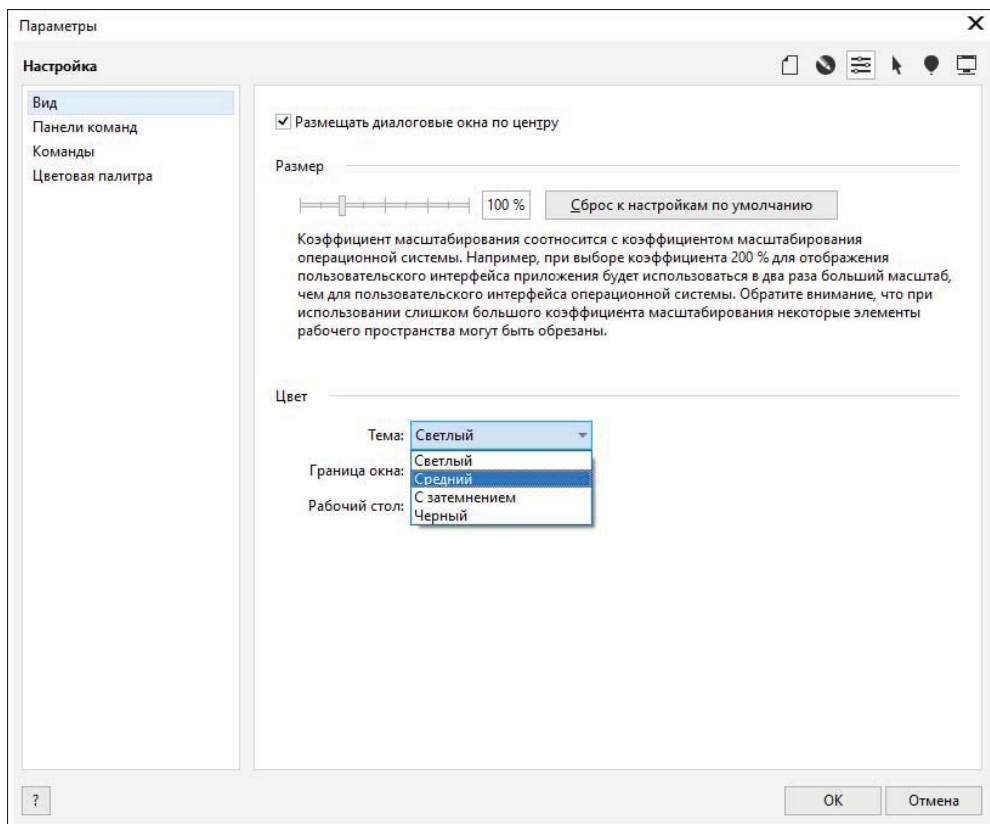 Параметры
Настройка
Вид
Панели команд
Команды
Цветовая палитра
Размещать диалоговые окна по центру
Размер
100 %
Сброс к настройкам по умолчанию
Коэффициент масштабирования соотносится с коэффициентом масштабирования
операционной системы. Например, при выборе коэффициента 200 % для отображения
пользовательского интерфейса приложения будет использоваться в два раза больший масштаб,
чем для пользовательского интерфейса операционной системы. Обратите внимание, что при
использовании слишком большого коэффициента масштабирования некоторые элементы
рабочего пространства могут быть обрезаны.
Цвет
Тема: Светлый
Светлый
Граница окна:
Средний
С затемнением
Рабочий стол:
Черный
?
OK
Отмена